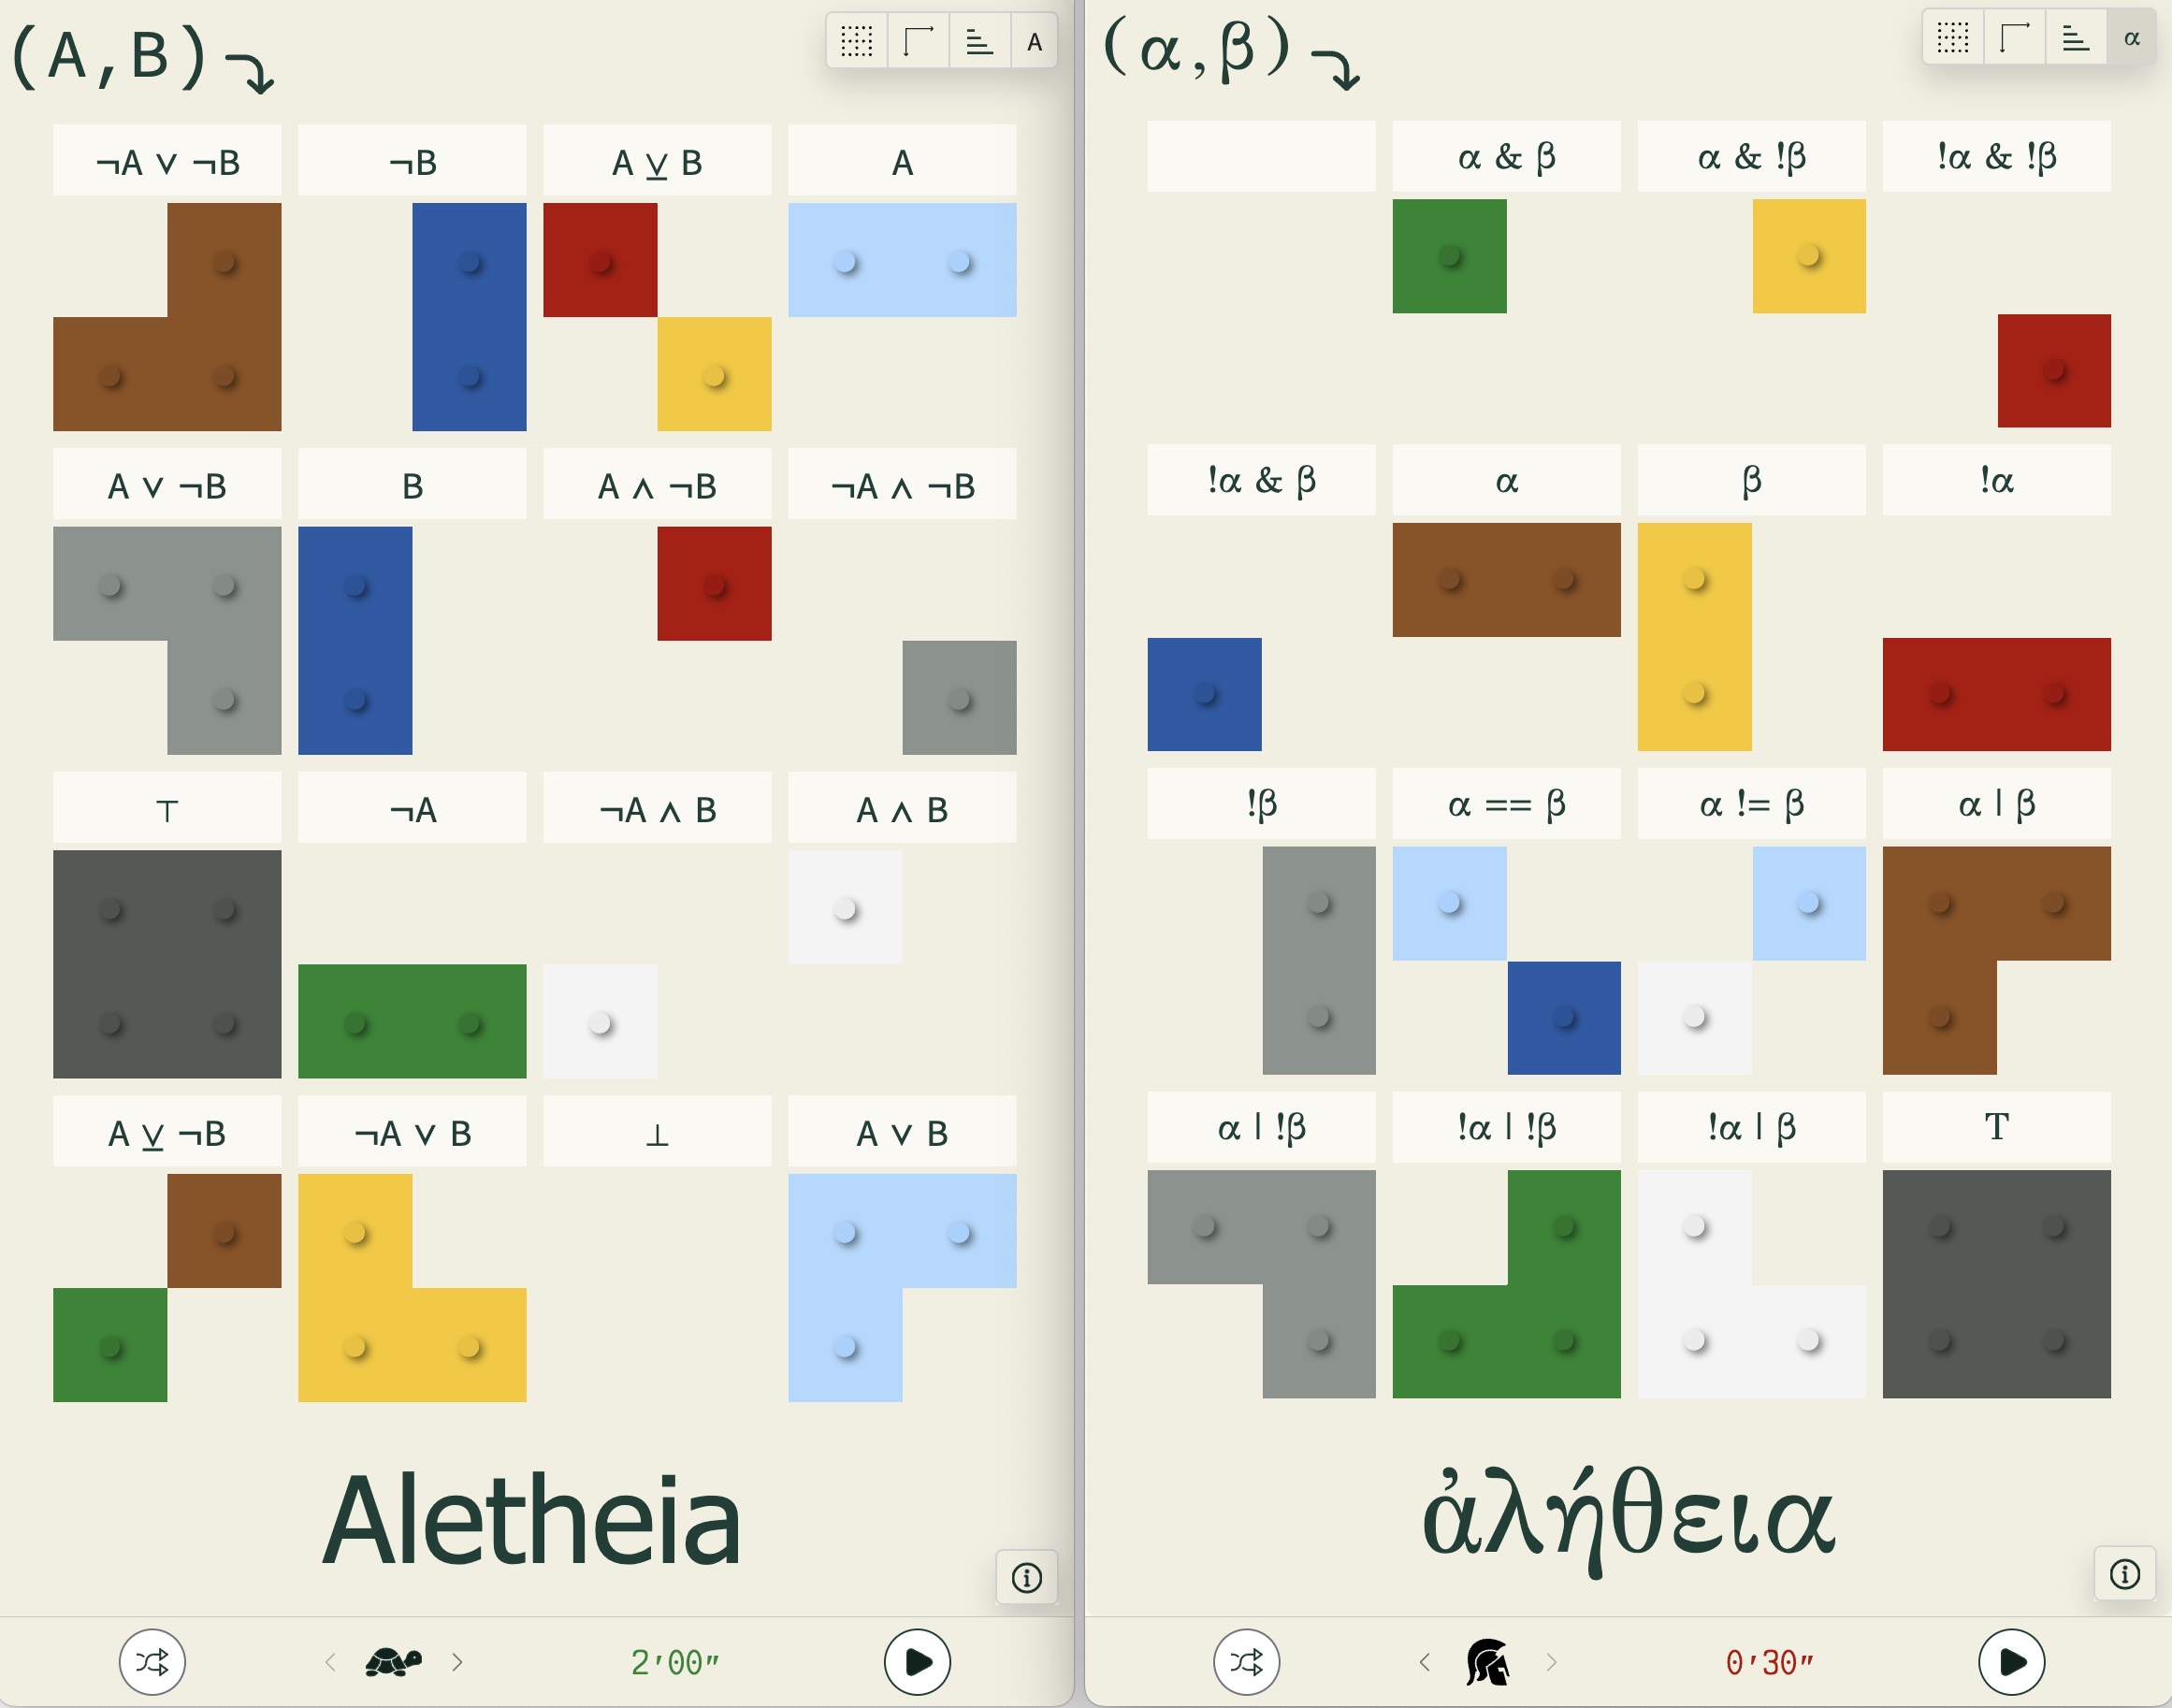 (A,B)
A
¬A ∨ ¬B
¬B
A ⊻ B
A
A ∨ ¬B
B
A ∧ ¬B
¬A ∧ ¬B
⊤
¬A
¬A ∧ B
A ∧ B
A ⊻ ¬B
¬A ∨ B
⊥
A ∨ B
Aletheia
2′00″
(α,β)
α
α & β
α & !β
!α & !β
!α & β
α
β
!α
!β
α == β
α != β
α | β
α | !β
!α | !β
!α | β
T
ἀλήθεια
0′30″